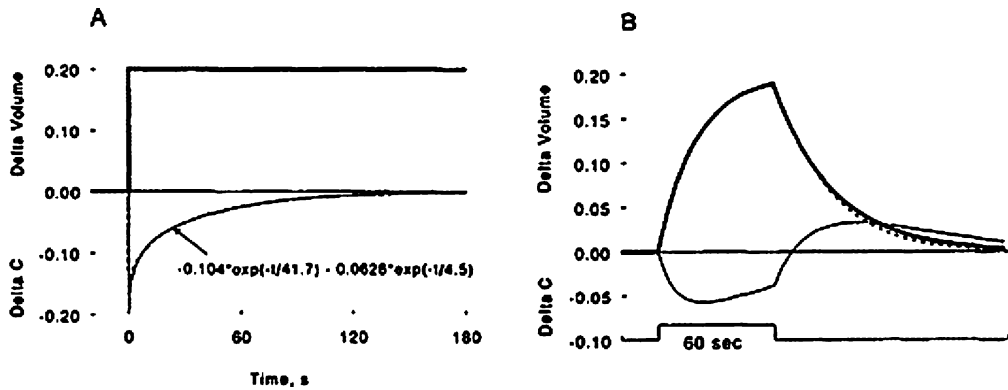 A
0.20
Delta Volume
0.10
0.00
-0.10
Delta C
-0.20
-0.104*exp(-t/41.7) - 0.0626*exp(-t/4.5)
0
60
120
180
Time, s
B
0.20
0.15
Delta Volume
0.10
0.05
0.00
-0.05
Delta C
-0.10
60 sec